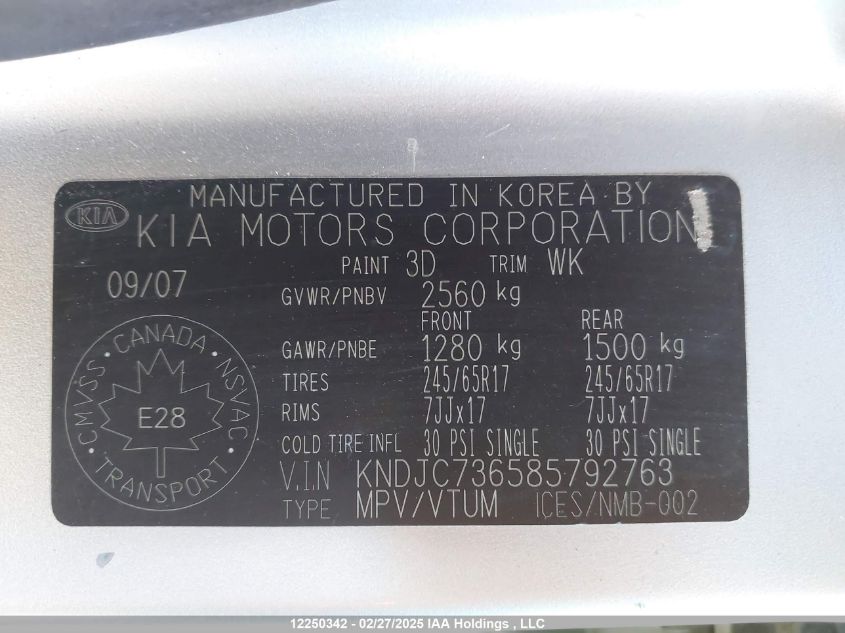 MANUFACTURED IN KOREA BY
KIA KIA MOTORS CORPORATION
PAINT 3D TRIM WK
09/07
GVWR/PNBV 2560 kg
FRONT REAR
GAWR/PNBE 1280 kg 1500 kg
TIRES 245/65R17 245/65R17
RIMS 7JJx17 7JJx17
COLD TIRE INFL 30 PSI SINGLE 30 PSI SINGLE
V.I.N KNDJC736585792763
TYPE MPV/VTUM ICES/NMB-002
CMVSS · CANADA · NSVAC
E28
TRANSPORT
12250342 - 02/27/2025 IAA Holdings , LLC